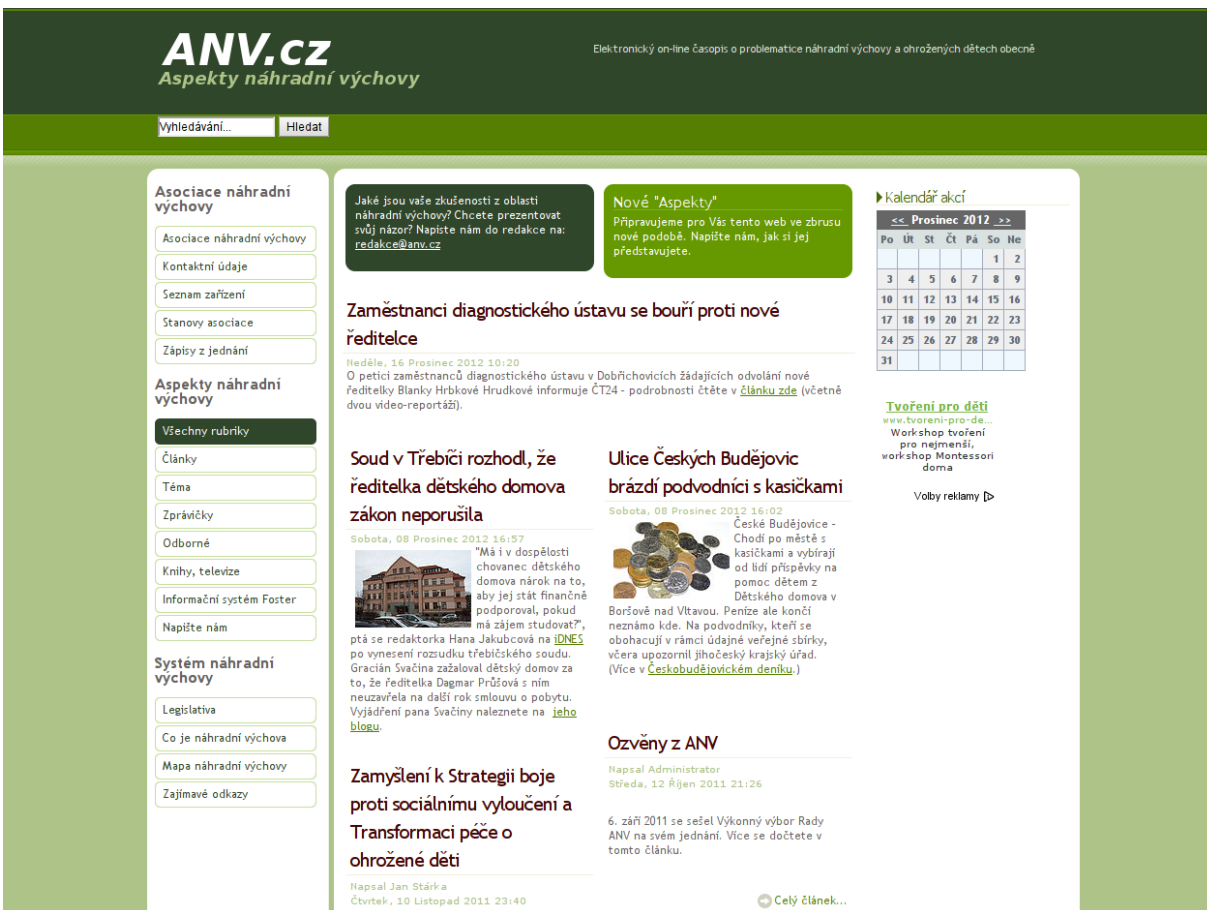 ANV.cz
Aspekty náhradní výchovy
Elektronický on-line časopis o problematice náhradní výchovy a ohrožených dětech obecně
Vyhledávání...
Hledat
Asociace náhradní
výchovy
Asociace náhradní výchovy
Kontaktní údaje
Seznam zařízení
Stanovy asociace
Zápisy z jednání
Aspekty náhradní
výchovy
Všechny rubriky
Články
Téma
Zprávičky
Odborné
Knihy, televize
Informační systém Foster
Napište nám
Systém náhradní
výchovy
Legislativa
Co je náhradní výchova
Mapa náhradní výchovy
Zajímavé odkazy
Jaké jsou vaše zkušenosti z oblasti
náhradní výchovy? Chcete prezentovat
svůj názor? Napiste nám do redakce na:
redakce@anv.cz
Nové "Aspekty"
Připravujeme pro Vás tento web ve zbrusu
nové podobě. Napište nám, jak si jej
představujete.
Zaměstnanci diagnostického ústavu se bouří proti nové
ředitelce
Neděle, 16 Prosinec 2012 10:20
O petici zaměstnanců diagnostického ústavu v Dobřichovicích žádajících odvolání nové
ředitelky Blanky Hrbkové Hrudkové informuje ČT24 - podrobnosti čtěte v článku zde (včetně
dvou video-reportáží).
Soud v Třebíči rozhodl, že
ředitelka dětského domova
zákon neporušila
Sobota, 08 Prosinec 2012 16:57
"Má i v dospělosti
chovanec dětského
domova nárok na to,
aby jej stát finančně
podporoval, pokud
má zájem studovat?",
ptá se redaktorka Hana Jakubcová na iDNES
po vynesení rozsudku třebíčského soudu.
Gracián Svačina zažaloval dětský domov za
to, že ředitelka Dagmar Průšová s ním
neuzavřela na další rok smlouvu o pobytu.
Vyjádření pana Svačiny naleznete na jeho
blogu.
Zamyšlení k Strategii boje
proti sociálnímu vyloučení a
Transformaci péče o
ohrožené děti
Napsal Jan Stárka
Čtvrtek, 10 Listopad 2011 23:40
Ulice Českých Budějovic
brázdí podvodníci s kasičkami
Sobota, 08 Prosinec 2012 16:02
České Budějovice -
Chodí po městě s
kasičkami a vybírají
od lidí příspěvky na
pomoc dětem z
Dětského domova v
Boršově nad Vltavou. Peníze ale končí
neznámo kde. Na podvodníky, kteří se
obohacují v rámci údajné veřejné sbírky,
včera upozornil jihočeský krajský úřad.
(Více v Českobudějovickém deníku.)
Ozvěny z ANV
Napsal Administrator
Středa, 12 Říjen 2011 21:26
6. září 2011 se sešel Výkonný výbor Rady
ANV na svém jednání. Více se dočtete v
tomto článku.
Celý článek...
Kalendář akcí
<< Prosinec 2012 >>
Po Út St Čt Pá So Ne
1 2
3 4 5 6 7 8 9
10 11 12 13 14 15 16
17 18 19 20 21 22 23
24 25 26 27 28 29 30
31
Tvoření pro děti
www.tvoreni-pro-de...
Workshop tvoření
pro nejmenší,
workshop Montessori
doma
Volby reklamy